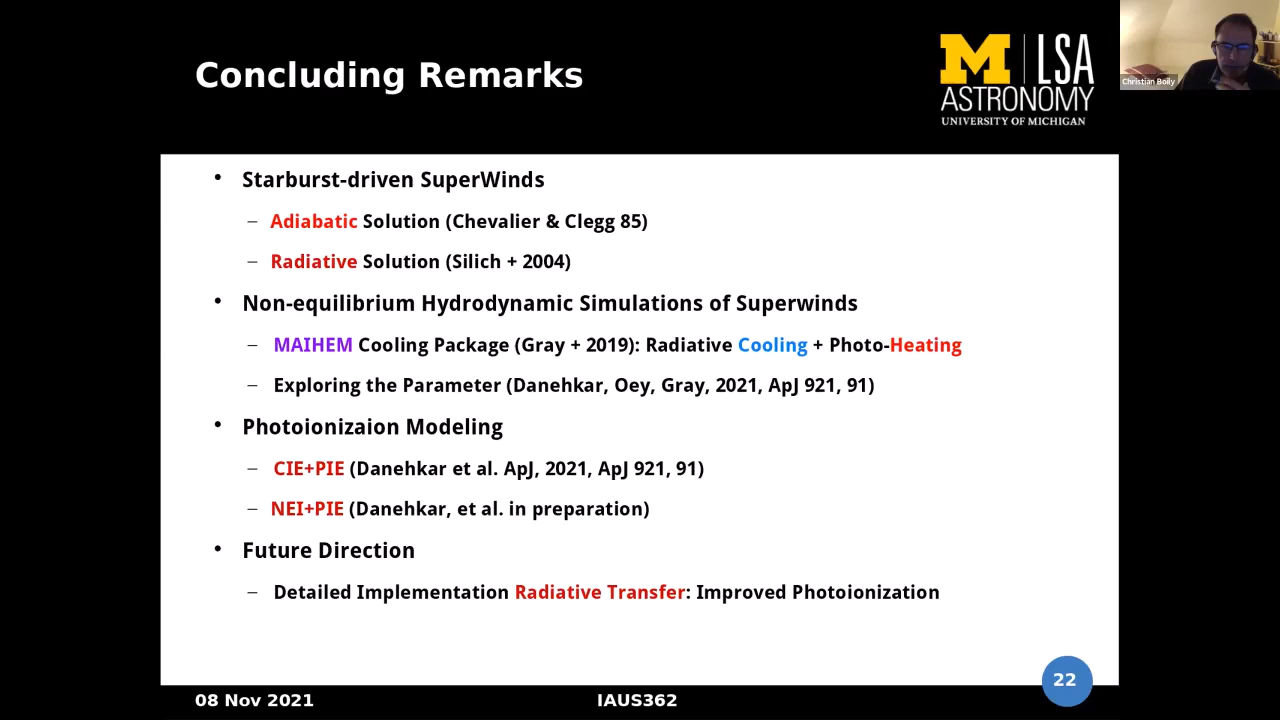 Concluding Remarks
M | LSA
ASTRONOMY
UNIVERSITY OF MICHIGAN
Christian Boily
• Starburst-driven SuperWinds
– Adiabatic Solution (Chevalier & Clegg 85)
– Radiative Solution (Silich + 2004)
• Non-equilibrium Hydrodynamic Simulations of Superwinds
– MAIHEM Cooling Package (Gray + 2019): Radiative Cooling + Photo-Heating
– Exploring the Parameter (Danehkar, Oey, Gray, 2021, ApJ 921, 91)
• Photoionizaion Modeling
– CIE+PIE (Danehkar et al. ApJ, 2021, ApJ 921, 91)
– NEI+PIE (Danehkar, et al. in preparation)
• Future Direction
– Detailed Implementation Radiative Transfer: Improved Photoionization
22
08 Nov 2021
IAUS362